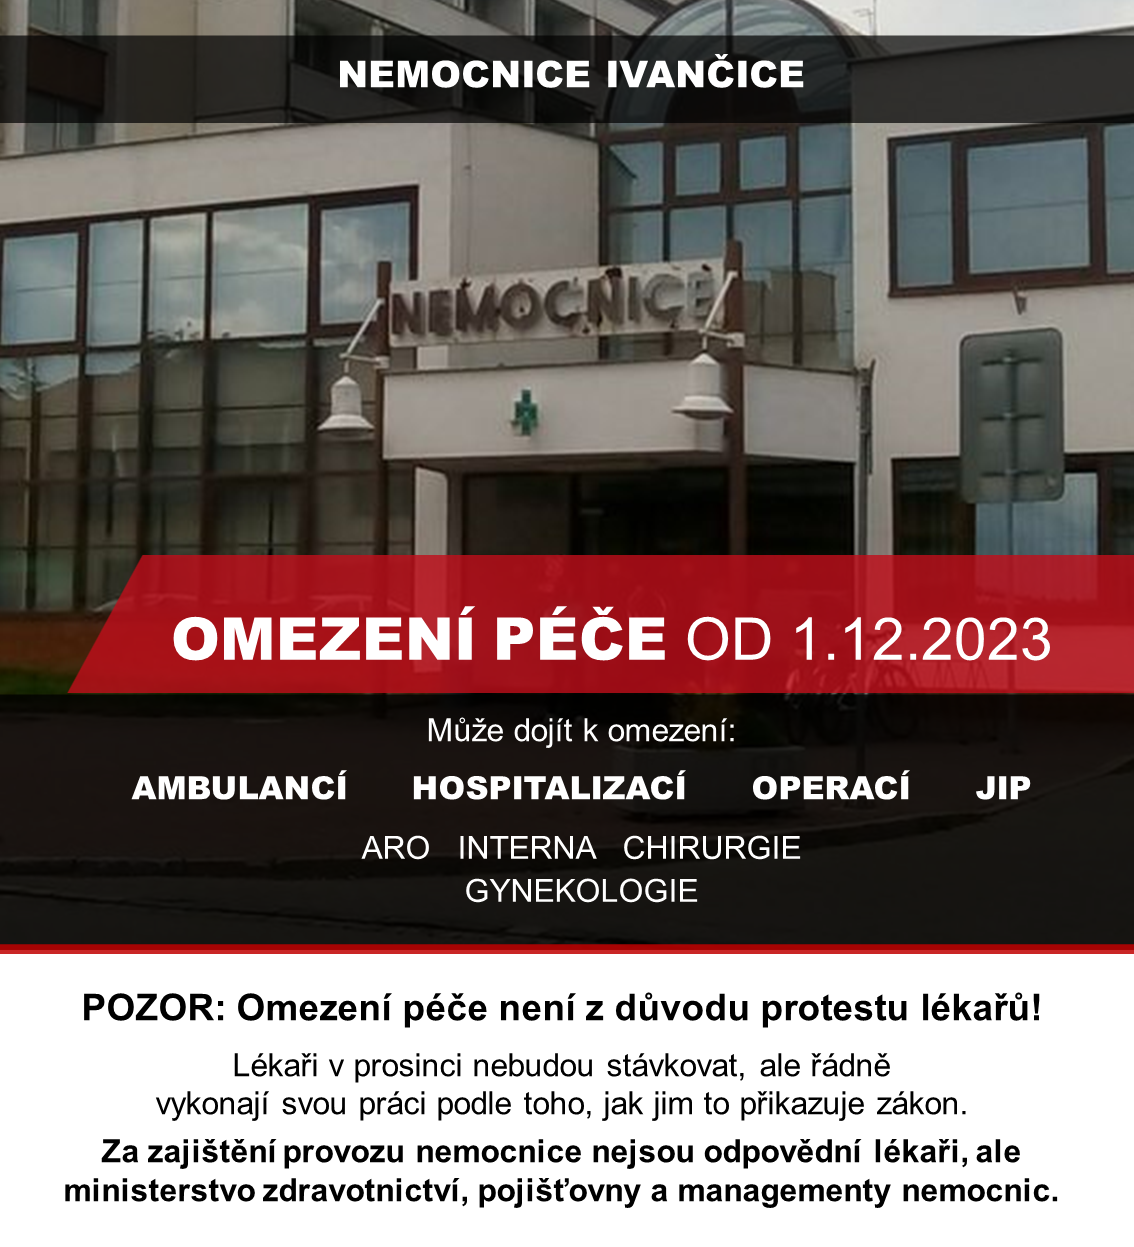 NEMOCNICE IVANČICE
NEMOCNICE
OMEZENÍ PÉČE OD 1.12.2023
Může dojít k omezení:
AMBULANCÍ HOSPITALIZACÍ OPERACÍ JIP
ARO INTERNA CHIRURGIE
GYNEKOLOGIE
POZOR: Omezení péče není z důvodu protestu lékařů!
Lékaři v prosinci nebudou stávkovat, ale řádně
vykonají svou práci podle toho, jak jim to přikazuje zákon.
Za zajištění provozu nemocnice nejsou odpovědní lékaři, ale
ministerstvo zdravotnictví, pojišťovny a managementy nemocnic.